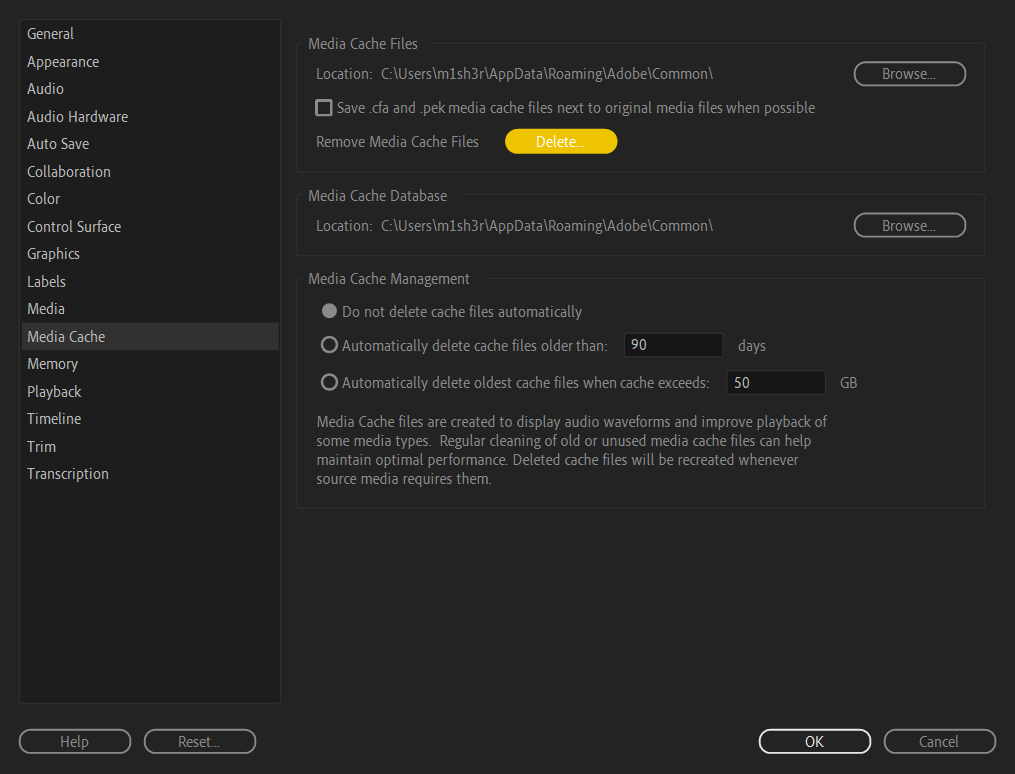 General
Appearance
Audio
Audio Hardware
Auto Save
Collaboration
Color
Control Surface
Graphics
Labels
Media
Media Cache
Memory
Playback
Timeline
Trim
Transcription
Media Cache Files
Location: C:\Users\m1sh3r\AppData\Roaming\Adobe\Common\ Browse...
Save .cfa and .pek media cache files next to original media files when possible
Remove Media Cache Files Delete...
Media Cache Database
Location: C:\Users\m1sh3r\AppData\Roaming\Adobe\Common\ Browse...
Media Cache Management
Do not delete cache files automatically
Automatically delete cache files older than: 90 days
Automatically delete oldest cache files when cache exceeds: 50 GB
Media Cache files are created to display audio waveforms and improve playback of
some media types. Regular cleaning of old or unused media cache files can help
maintain optimal performance. Deleted cache files will be recreated whenever
source media requires them.
Help Reset... OK Cancel